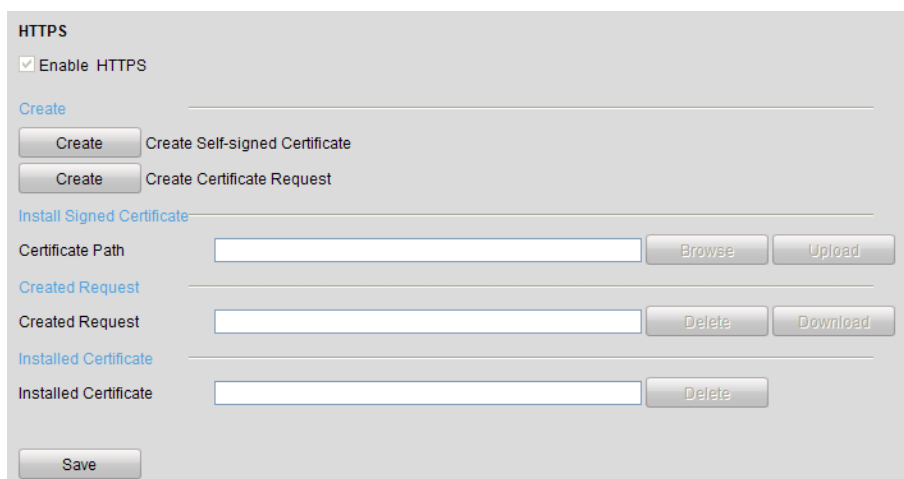 HTTPS
Enable HTTPS
Create
Create Create Self-signed Certificate
Create Create Certificate Request
Install Signed Certificate
Certificate Path Browse Upload
Created Request
Created Request Delete Download
Installed Certificate
Installed Certificate Delete
Save